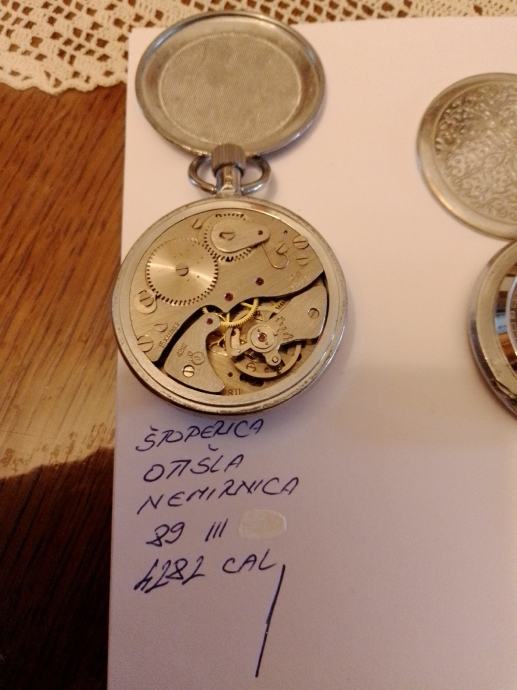 ŠTOPERICA
OTIŠLA
NEMIRNICA
89 III
4282 CAL